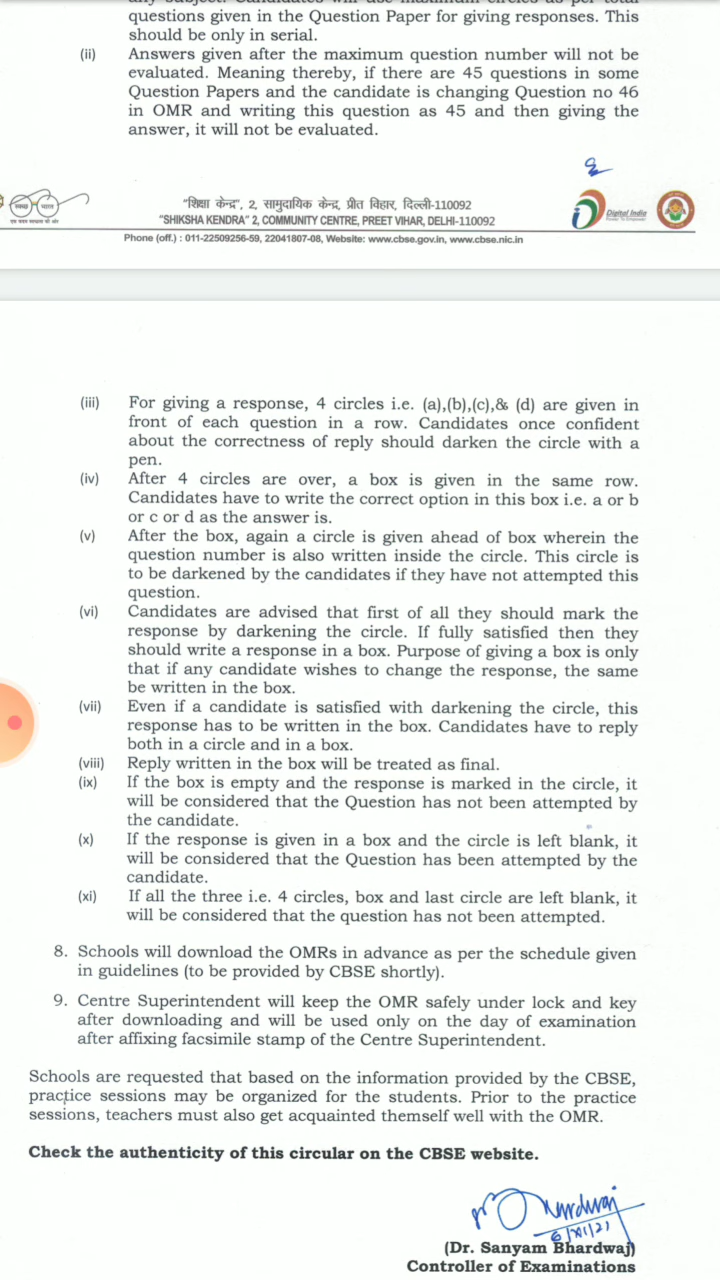 questions given in the Question Paper for giving responses. This
should be only in serial.
(ii) Answers given after the maximum question number will not be
evaluated. Meaning thereby, if there are 45 questions in some
Question Papers and the candidate is changing Question no 46
in OMR and writing this question as 45 and then giving the
answer, it will not be evaluated.
"शिक्षा केन्द्र", 2, सामुदायिक केन्द्र, प्रीत विहार, दिल्ली-110092
"SHIKSHA KENDRA" 2, COMMUNITY CENTRE, PREET VIHAR, DELHI-110092
Digital India
Phone (off.) : 011-22509256-59, 22041807-08, Website: www.cbse.gov.in, www.cbse.nic.in
(iii) For giving a response, 4 circles i.e. (a),(b),(c),& (d) are given in
front of each question in a row. Candidates once confident
about the correctness of reply should darken the circle with a
pen.
(iv) After 4 circles are over, a box is given in the same row.
Candidates have to write the correct option in this box i.e. a or b
or c or d as the answer is.
(v) After the box, again a circle is given ahead of box wherein the
question number is also written inside the circle. This circle is
to be darkened by the candidates if they have not attempted this
question.
(vi) Candidates are advised that first of all they should mark the
response by darkening the circle. If fully satisfied then they
should write a response in a box. Purpose of giving a box is only
that if any candidate wishes to change the response, the same
be written in the box.
(vii) Even if a candidate is satisfied with darkening the circle, this
response has to be written in the box. Candidates have to reply
both in a circle and in a box.
(viii) Reply written in the box will be treated as final.
(ix) If the box is empty and the response is marked in the circle, it
will be considered that the Question has not been attempted by
the candidate.
(x) If the response is given in a box and the circle is left blank, it
will be considered that the Question has been attempted by the
candidate.
(xi) If all the three i.e. 4 circles, box and last circle are left blank, it
will be considered that the question has not been attempted.
8. Schools will download the OMRs in advance as per the schedule given
in guidelines (to be provided by CBSE shortly).
9. Centre Superintendent will keep the OMR safely under lock and key
after downloading and will be used only on the day of examination
after affixing facsimile stamp of the Centre Superintendent.
Schools are requested that based on the information provided by the CBSE,
practice sessions may be organized for the students. Prior to the practice
sessions, teachers must also get acquainted themself well with the OMR.
Check the authenticity of this circular on the CBSE website.
(Dr. Sanyam Bhardwaj)
Controller of Examinations